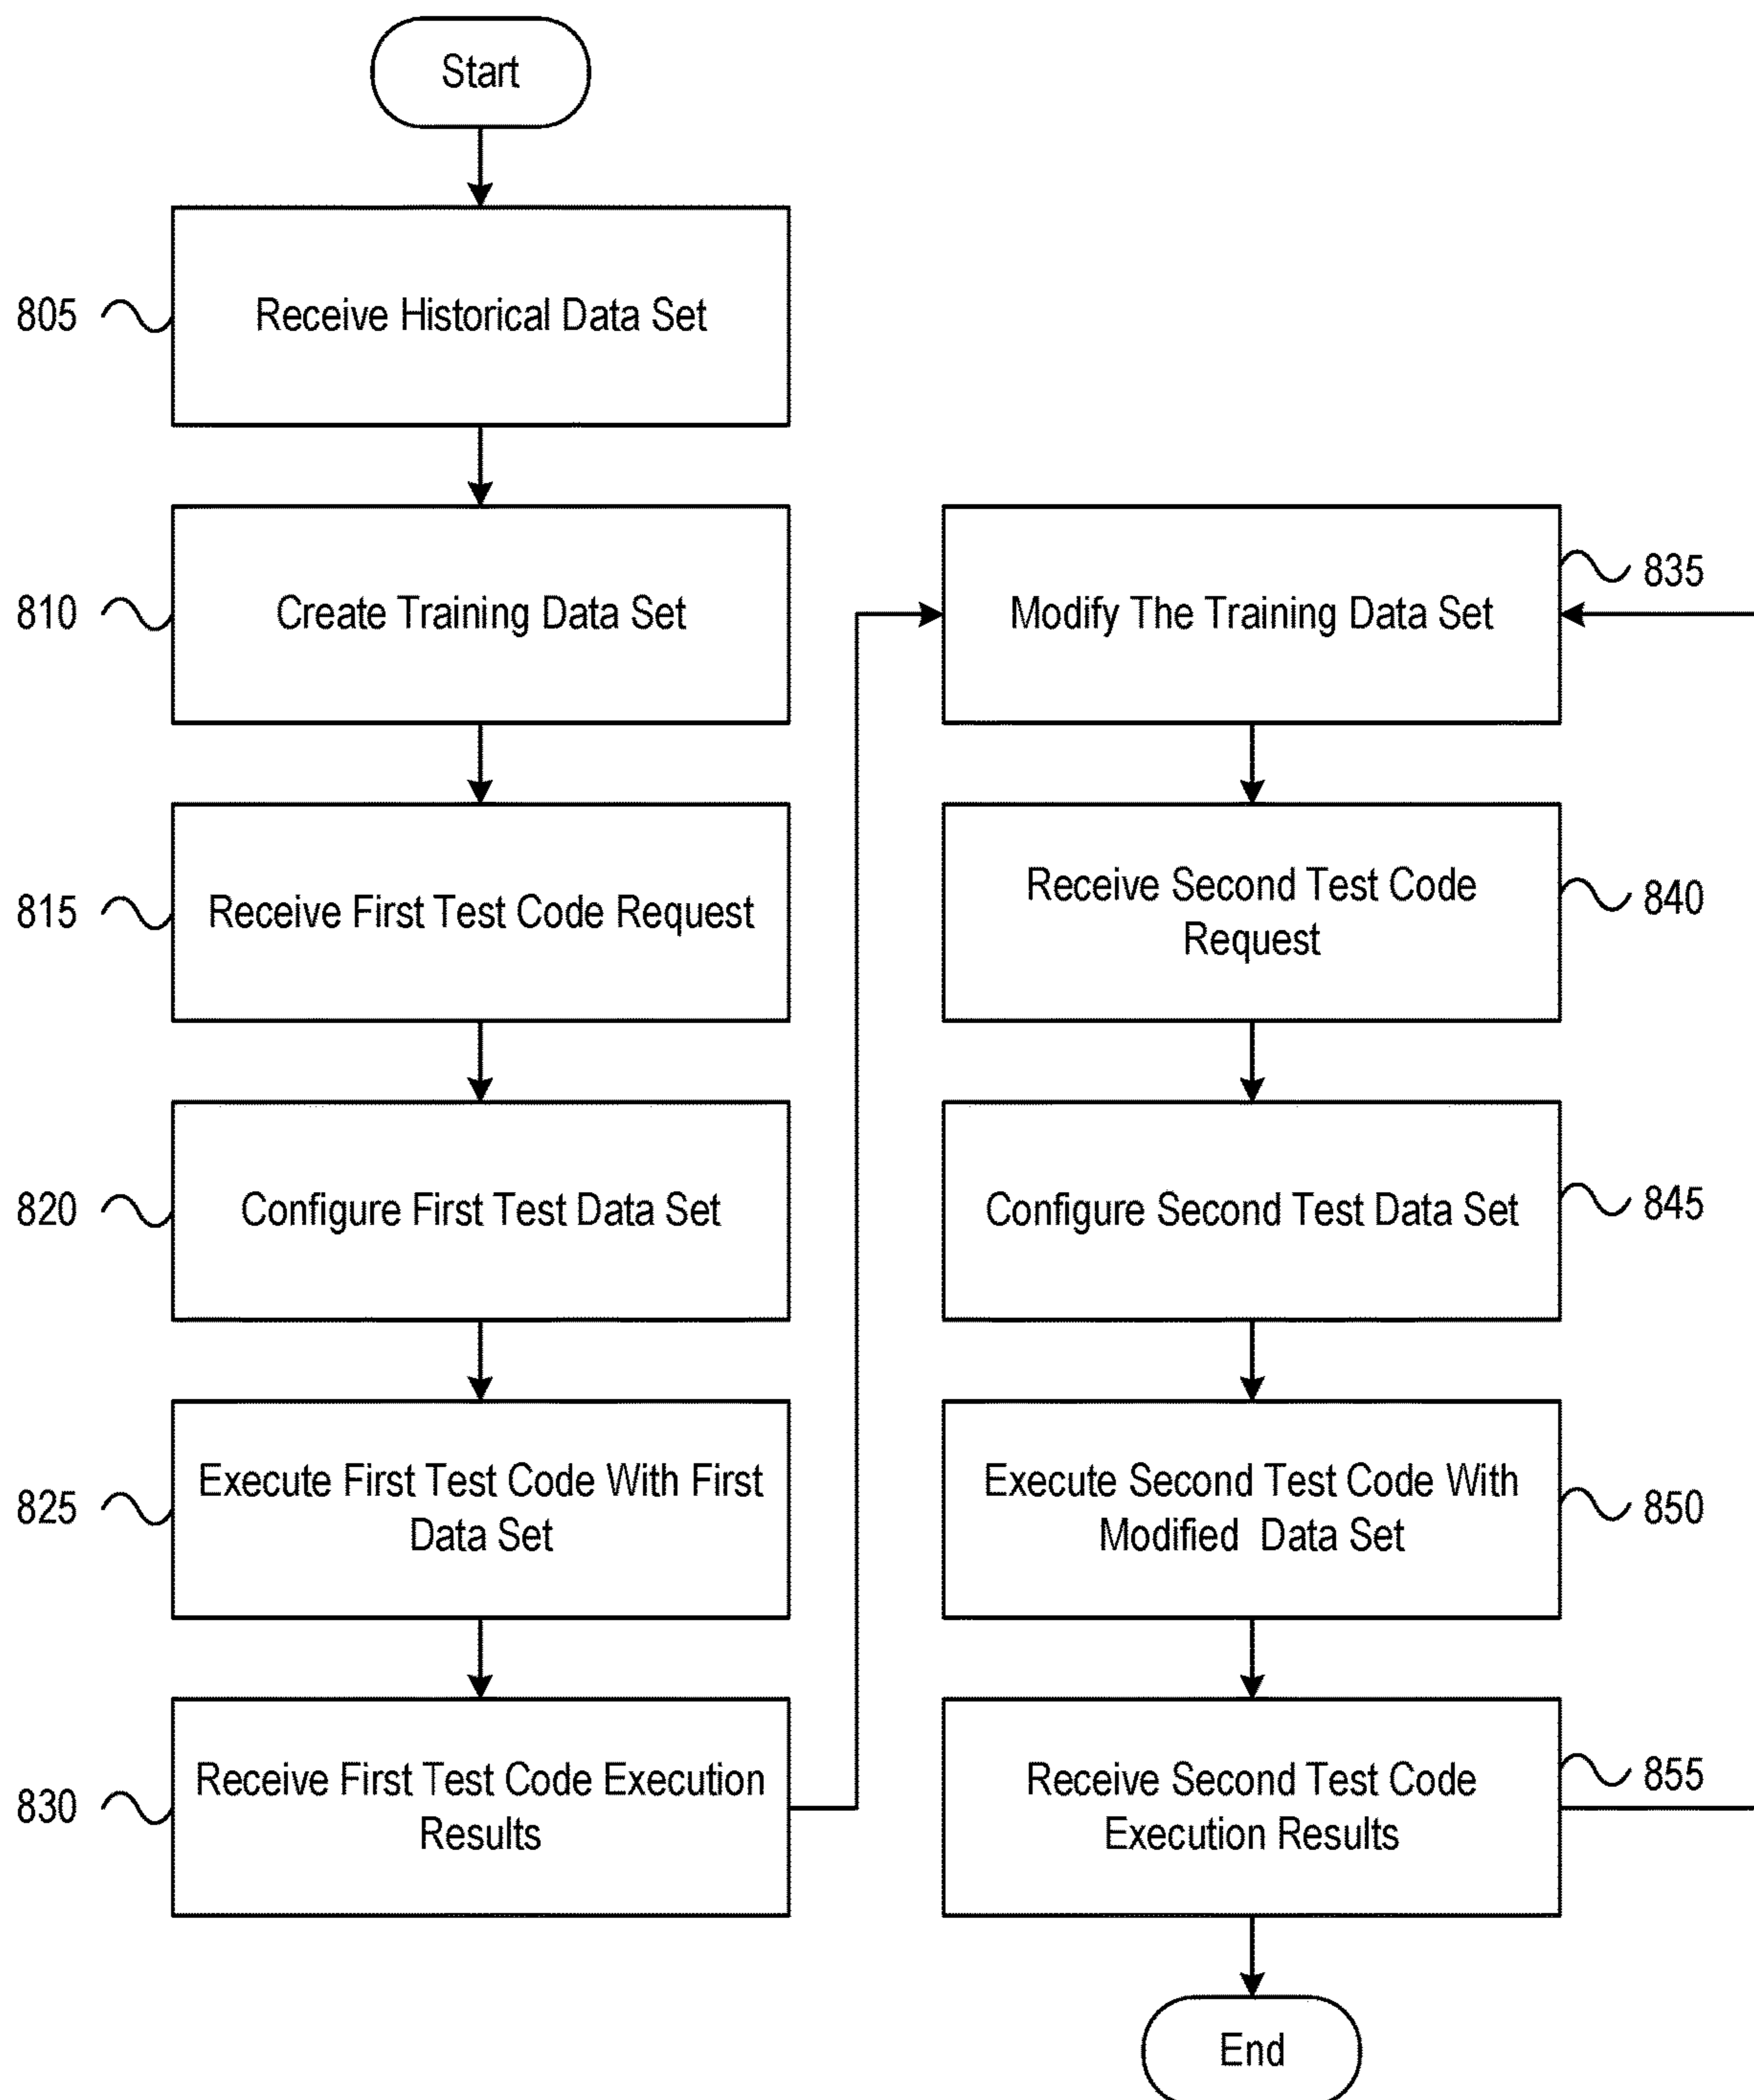 Start
805
Receive Historical Data Set
810
Create Training Data Set
815
Receive First Test Code Request
820
Configure First Test Data Set
825
Execute First Test Code With First
Data Set
830
Receive First Test Code Execution
Results
Modify The Training Data Set
835
Receive Second Test Code
Request
840
Configure Second Test Data Set
845
Execute Second Test Code With
Modified Data Set
850
Receive Second Test Code
Execution Results
855
End